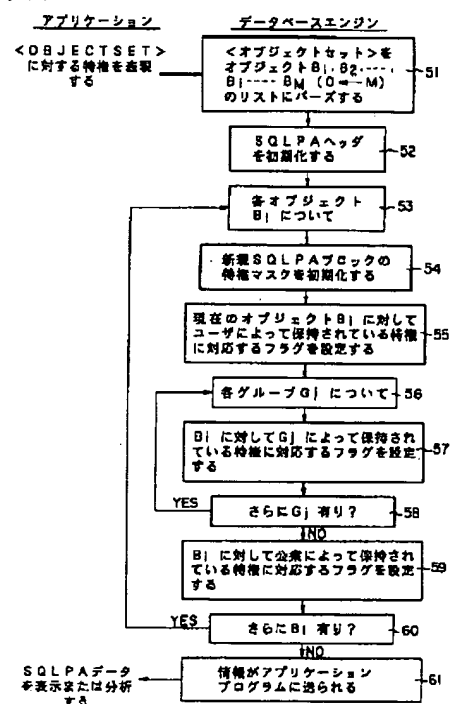 アプリケーション
データベースエンジン
<OBJECTSET>
に対する特権を表現
する
<オブジェクトセット>を
オブジェクトB1,B2,----,
Bi----BM (O←M)
のリストにパーズする
51
SQLPAヘッダ
を初期化する
52
各オブジェクト
Biについて
53
新規SQLPAブロックの
特権マスクを初期化する
54
現在のオブジェクトBiに対して
ユーザによって保持されている特権
に対応するフラグを設定する
55
各グループGjについて
56
Biに対してGjによって保持され
ている特権に対応するフラグを設定
する
57
YES
さらにGj有り?
58
NO
Biに対して公衆によって保持され
ている特権に対応するフラグを設定
する
59
YES
さらにBi有り?
60
NO
SQLPAデータ
を表示または分析
する
情報がアプリケーション
プログラムに送られる
61